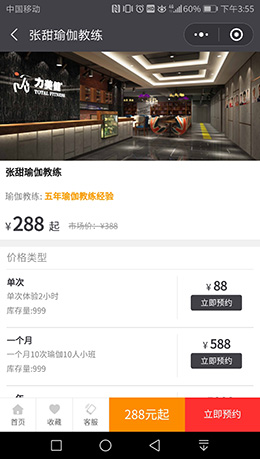 中国移动 60% 下午3:55
张甜瑜伽教练
力美健
TOTAL FITNESS
张甜瑜伽教练
瑜伽教练: 五年瑜伽教练经验
¥288起 市场价: ¥388
价格类型
单次 ¥88
单次体验2小时 立即预约
库存量:999
一个月 ¥588
一个月10次瑜伽10人小班 立即预约
库存量:999
首页 收藏 客服 288元起 立即预约